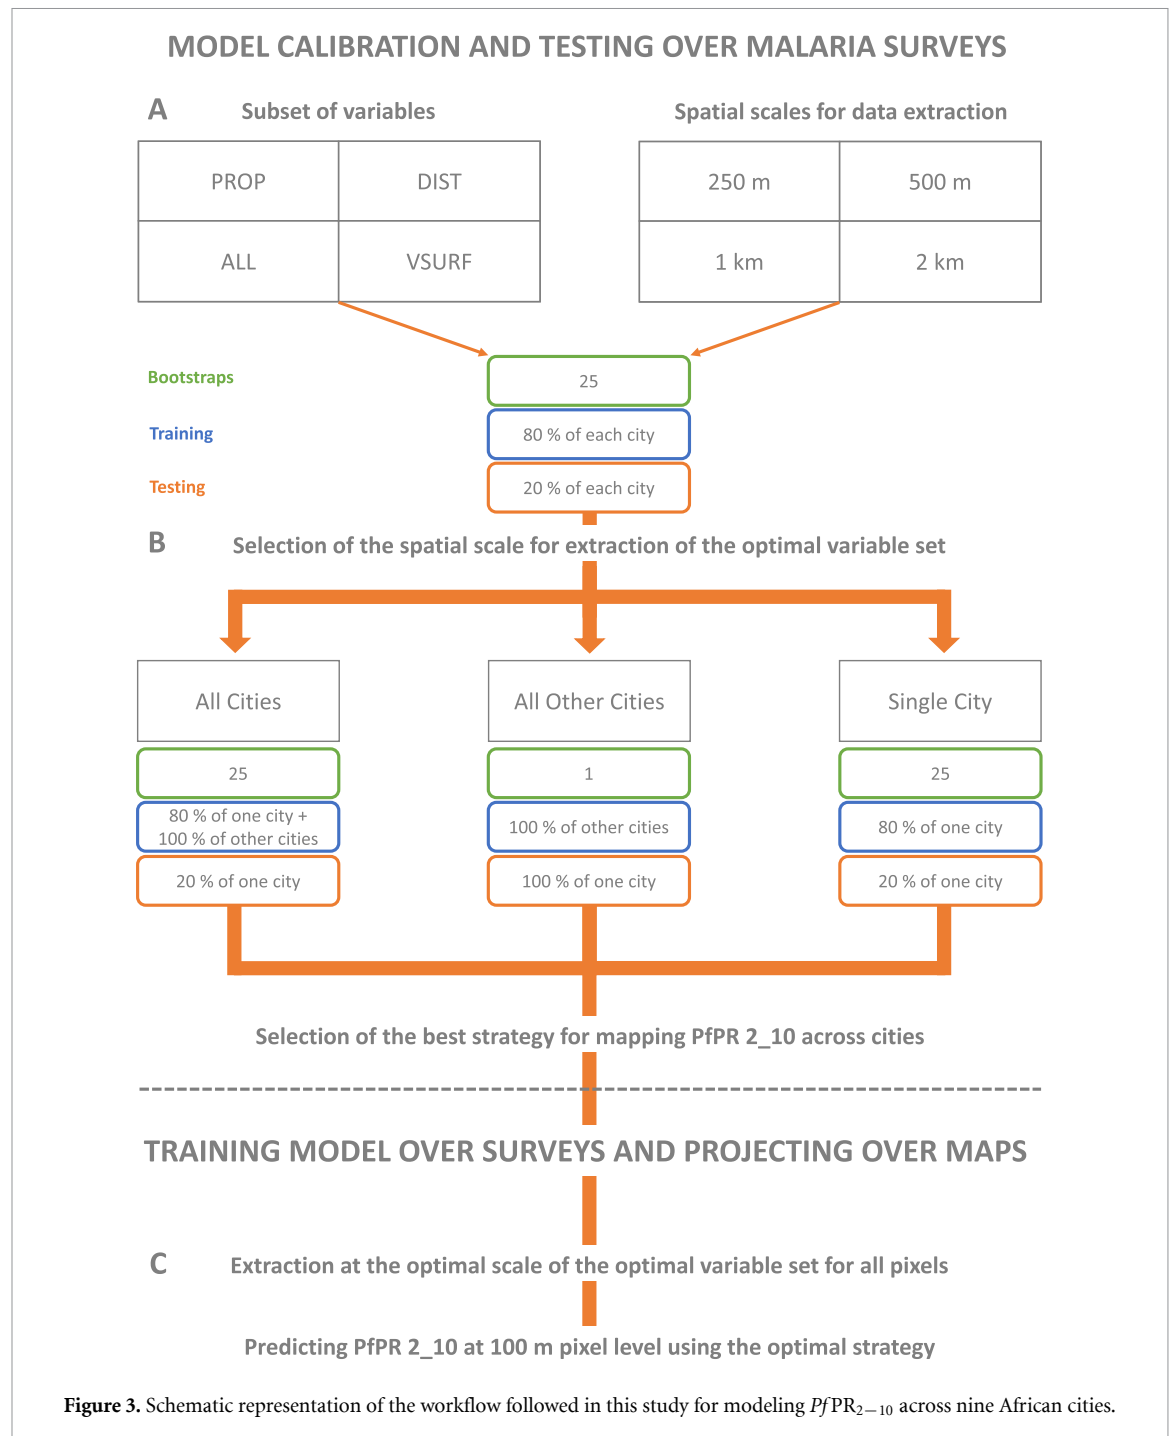 MODEL CALIBRATION AND TESTING OVER MALARIA SURVEYS
A
Subset of variables
Spatial scales for data extraction
PROP
DIST
250 m
500 m
ALL
VSURF
1 km
2 km
Bootstraps
25
Training
80 % of each city
Testing
20 % of each city
B
Selection of the spatial scale for extraction of the optimal variable set
All Cities
All Other Cities
Single City
25
1
25
80 % of one city +
100 % of other cities
100 % of other cities
80 % of one city
20 % of one city
100 % of one city
20 % of one city
Selection of the best strategy for mapping PfPR 2_10 across cities
TRAINING MODEL OVER SURVEYS AND PROJECTING OVER MAPS
C
Extraction at the optimal scale of the optimal variable set for all pixels
Predicting PfPR 2_10 at 100 m pixel level using the optimal strategy
Figure 3. Schematic representation of the workflow followed in this study for modeling PfPR₂₋₁₀ across nine African cities.